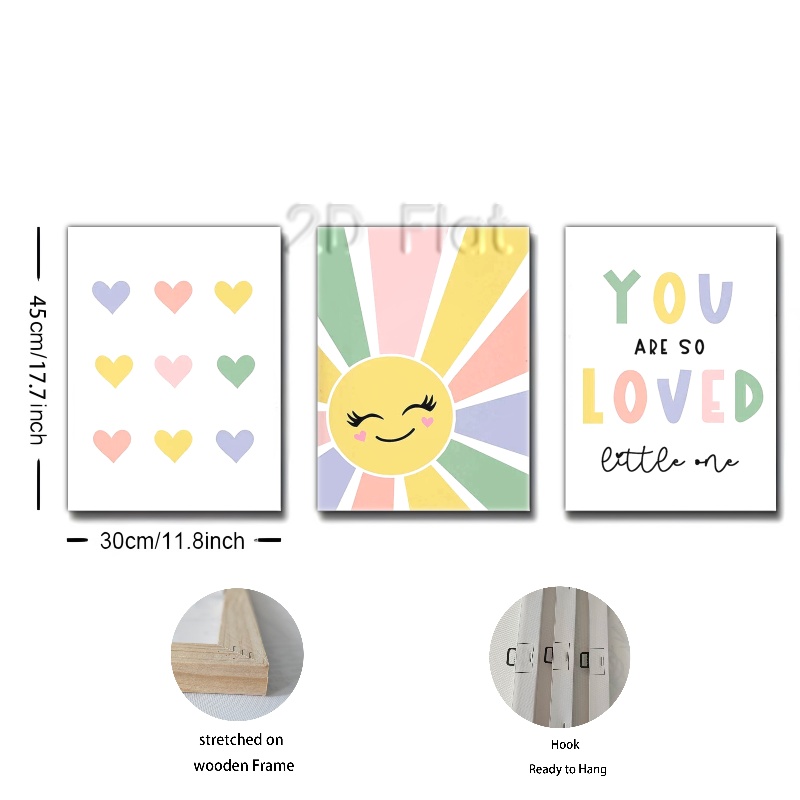 2D Flat
45cm/17.7inch
YOU
ARE SO
LOVED
little one
30cm/11.8inch
stretched on
wooden Frame
Hook
Ready to Hang